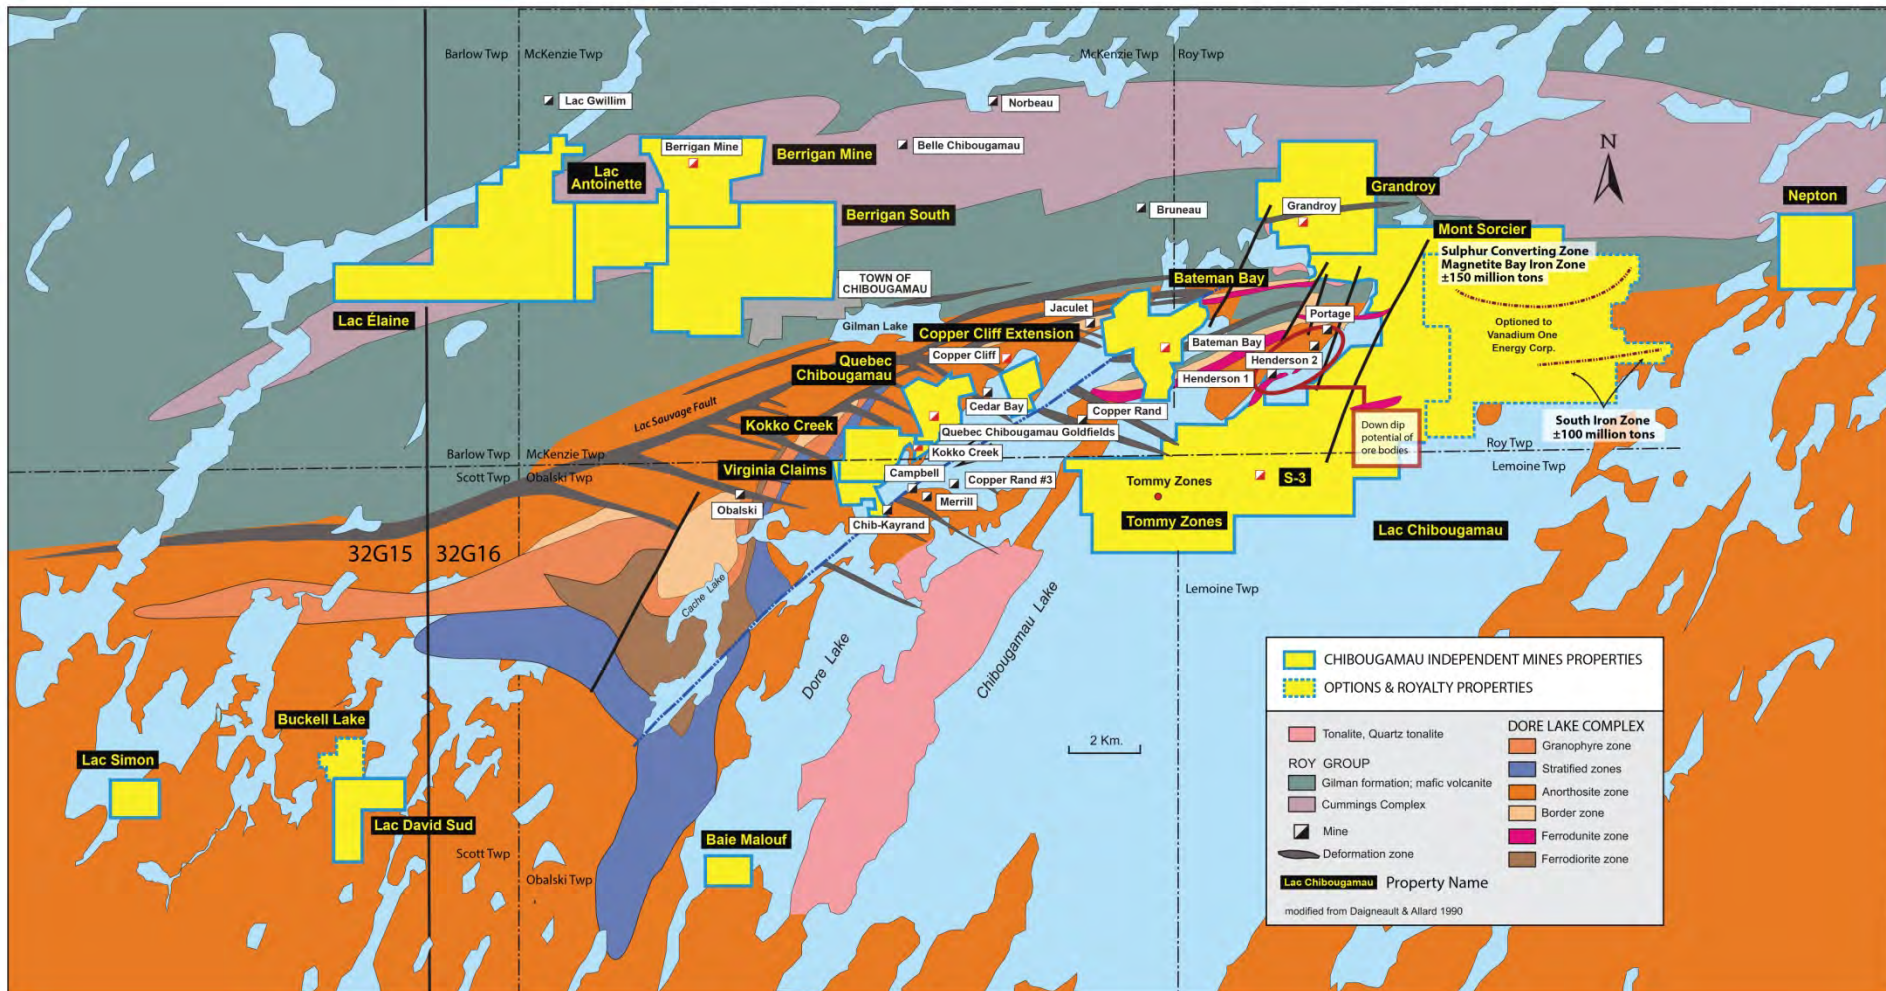 Barlow Twp
McKenzie Twp
McKenzie Twp
Roy Twp
Lac Gwillim
Norbeau
Berrigan Mine
Berrigan Mine
Belle Chibougamau
Lac
Antoinette
N
Grandroy
Nepton
Berrigan South
Bruneau
Grandroy
Mont Sorcier
Sulphur Converting Zone
Magnetite Bay Iron Zone
±150 million tons
TOWN OF
CHIBOUGAMAU
Bateman Bay
Lac Élaine
Jaculet
Portage
Optioned to
Vanadium One
Energy Corp.
Gilman Lake
Copper Cliff Extension
Bateman Bay
Quebec
Chibougamau
Copper Cliff
Henderson 2
Henderson 1
Lac Sauvage Fault
Cedar Bay
Copper Rand
Kokko Creek
Quebec Chibougamau Goldfields
Down dip
potential of
ore bodies
South Iron Zone
±100 million tons
Roy Twp
Lemoine Twp
Barlow Twp
McKenzie Twp
Scott Twp
Obalski Twp
Virginia Claims
Kokko Creek
Campbell
Copper Rand #3
Tommy Zones
S-3
Obalski
Merrill
Chib-Kayrand
Tommy Zones
Lac Chibougamau
32G15
32G16
Cache Lake
Dore Lake
Chibougamau Lake
Lemoine Twp
Buckell Lake
Lac Simon
Lac David Sud
Baie Malouf
Scott Twp
Obalski Twp
2 Km.
CHIBOUGAMAU INDEPENDENT MINES PROPERTIES
OPTIONS & ROYALTY PROPERTIES
Tonalite, Quartz tonalite
ROY GROUP
Gilman formation; mafic volcanite
Cummings Complex
Mine
Deformation zone
Lac Chibougamau
Property Name
modified from Daigneault & Allard 1990
DORE LAKE COMPLEX
Granophyre zone
Stratified zones
Anorthosite zone
Border zone
Ferrodunite zone
Ferrodiorite zone